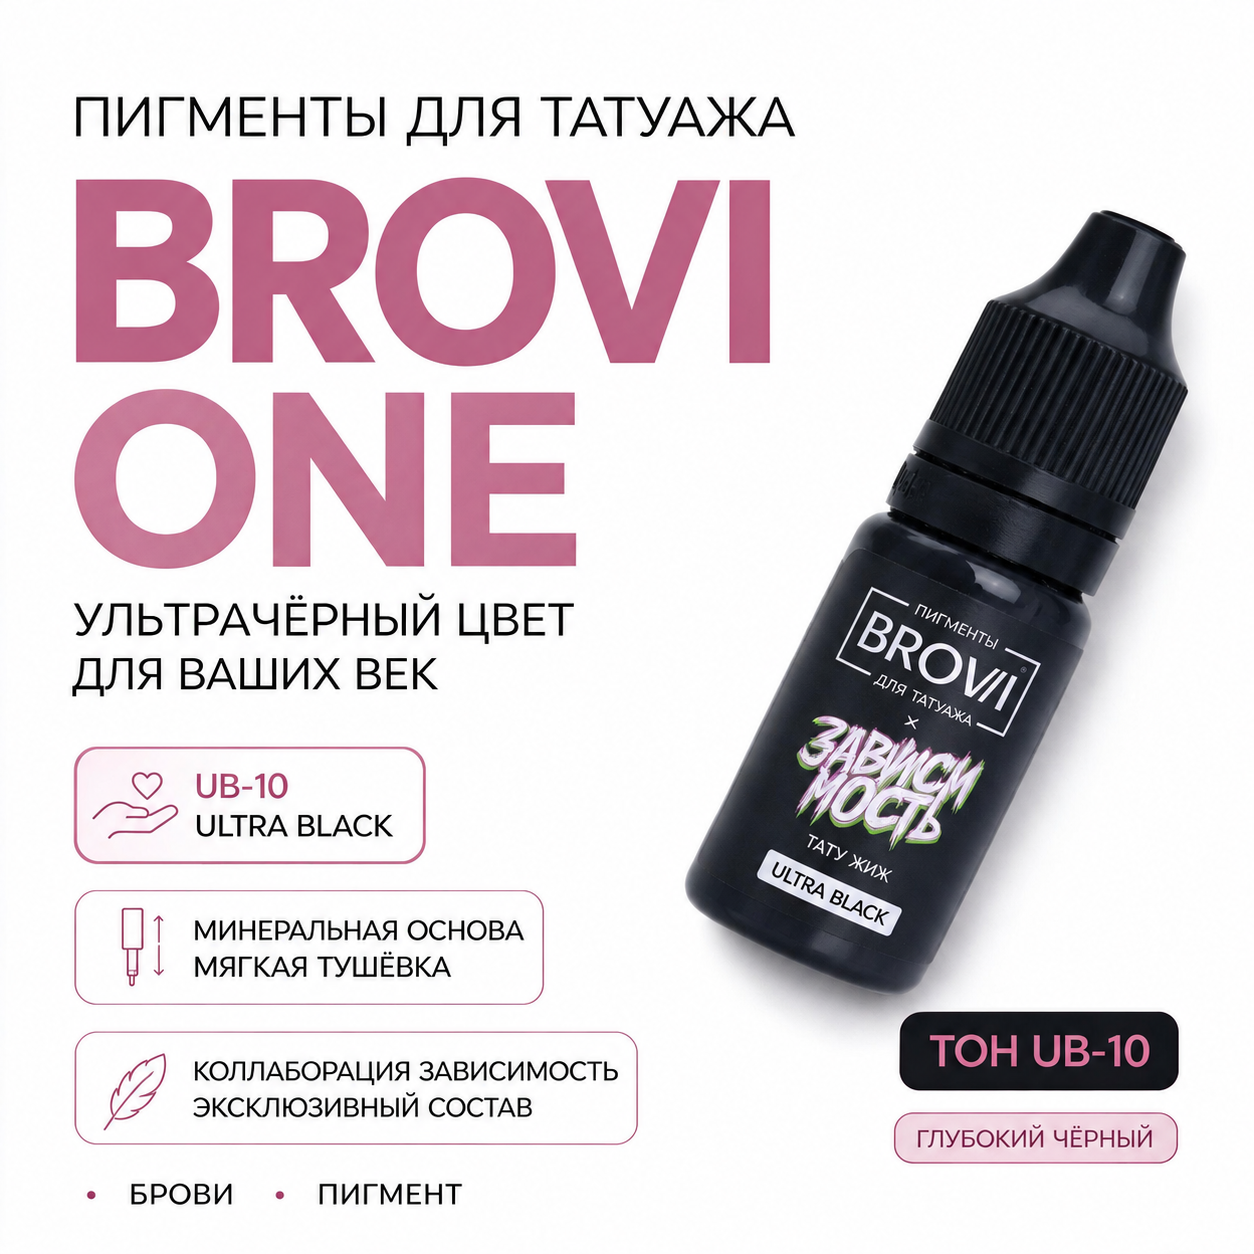 ПИГМЕНТЫ ДЛЯ ТАТУАЖА
BROVI
ONE
УЛЬТРАЧЁРНЫЙ ЦВЕТ
ДЛЯ ВАШИХ ВЕК
UB-10
ULTRA BLACK
МИНЕРАЛЬНАЯ ОСНОВА
МЯГКАЯ ТУШЁВКА
КОЛЛАБОРАЦИЯ ЗАВИСИМОСТЬ
ЭКСКЛЮЗИВНЫЙ СОСТАВ
• БРОВИ • ПИГМЕНТ
ПИГМЕНТЫ
BROVI®
ДЛЯ ТАТУАЖА
×
ЗАВИСИ
МОСТЬ
ТАТУ ЖИЖ
ULTRA BLACK
ТОН UB-10
ГЛУБОКИЙ ЧЁРНЫЙ